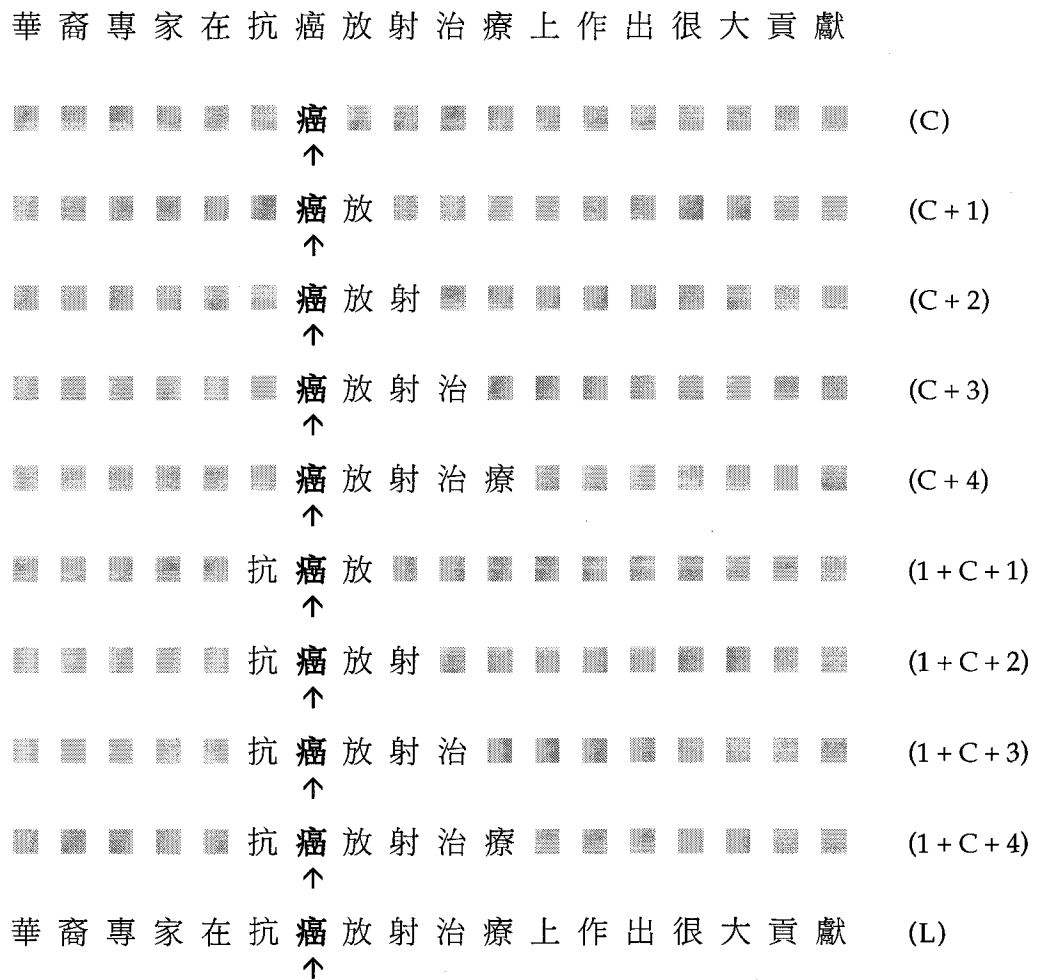 華裔專家在抗癌放射治療上作出很大貢獻
癌 (C)
↑
癌放 (C + 1)
↑
癌放射 (C + 2)
↑
癌放射治 (C + 3)
↑
癌放射治療 (C + 4)
↑
抗癌放 (1 + C + 1)
↑
抗癌放射 (1 + C + 2)
↑
抗癌放射治 (1 + C + 3)
↑
抗癌放射治療 (1 + C + 4)
↑
華裔專家在抗癌放射治療上作出很大貢獻 (L)
↑